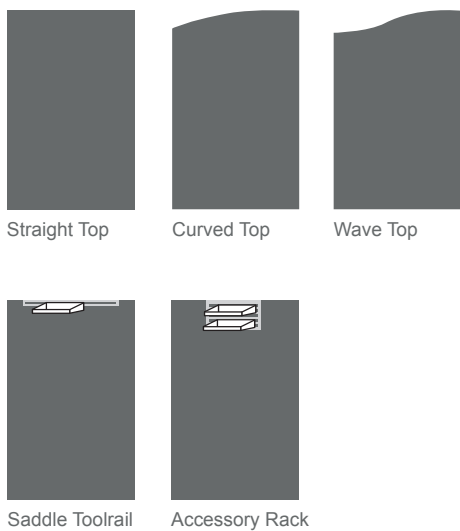 Straight Top
Curved Top
Wave Top
Saddle Toolrail
Accessory Rack